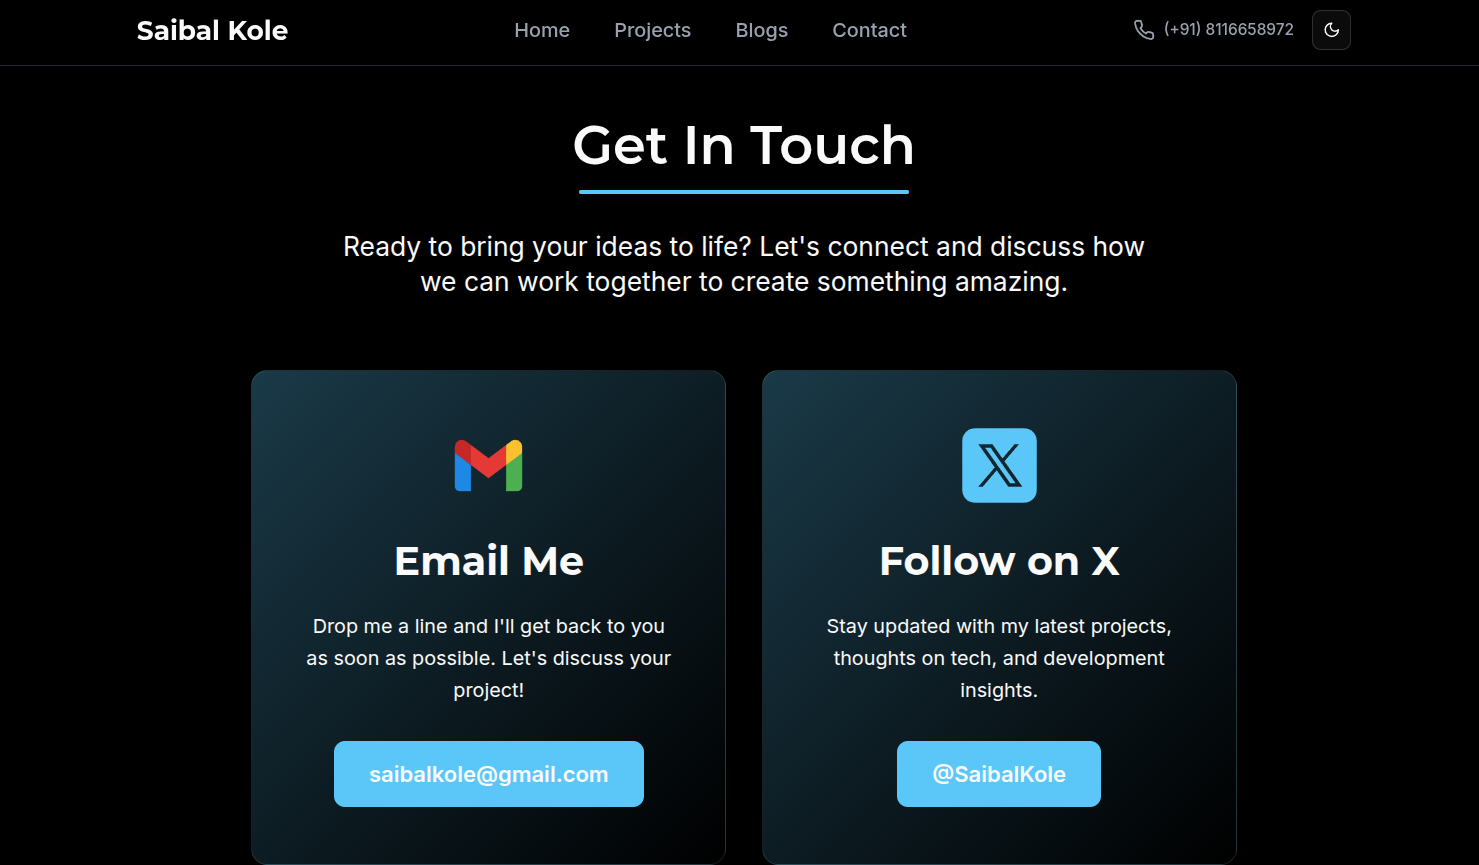 Saibal Kole
Home Projects Blogs Contact
(+91) 8116658972
Get In Touch
Ready to bring your ideas to life? Let's connect and discuss how
we can work together to create something amazing.
Email Me
Drop me a line and I'll get back to you
as soon as possible. Let's discuss your
project!
saibalkole@gmail.com
Follow on X
Stay updated with my latest projects,
thoughts on tech, and development
insights.
@SaibalKole